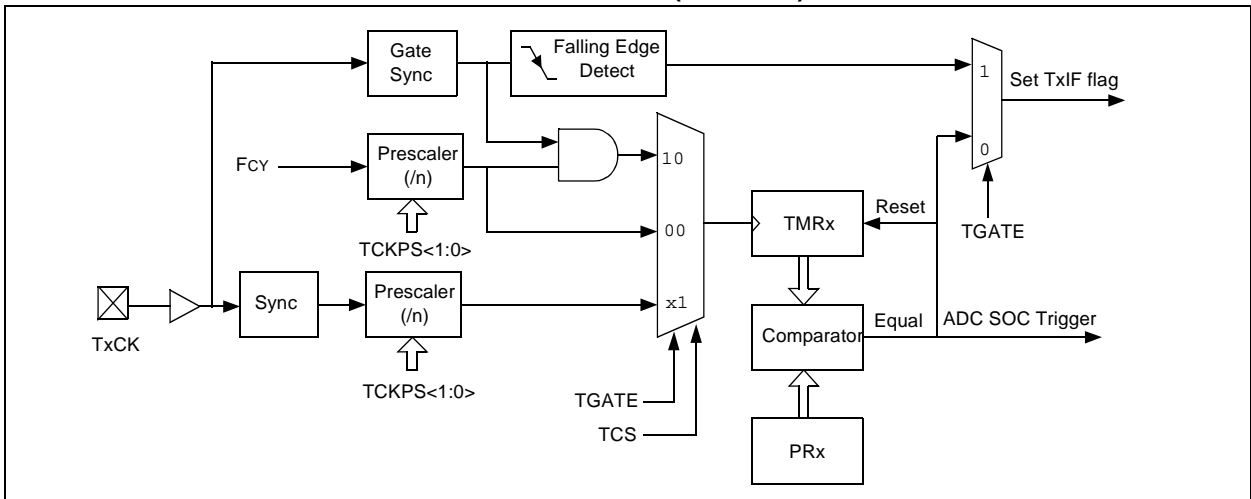 Gate
Sync
Falling Edge
Detect
1
Set TxIF flag
0
TGATE
FCY
Prescaler
(/n)
TCKPS<1:0>
10
00
x1
TMRx
Reset
TxCK
Sync
Prescaler
(/n)
TCKPS<1:0>
Comparator
Equal
ADC SOC Trigger
TGATE
TCS
PRx